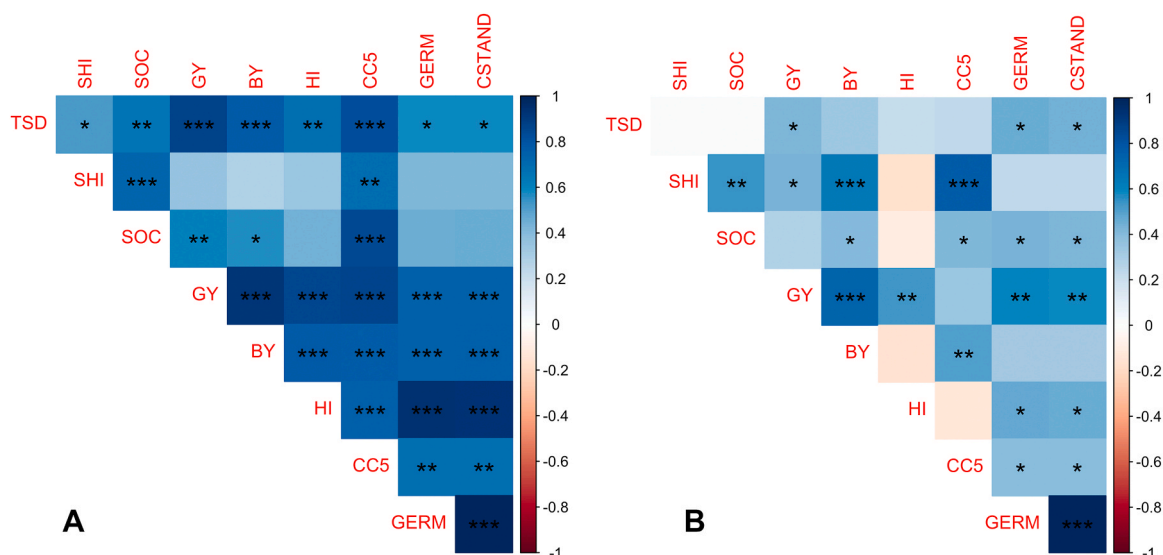 SHI SOC GY BY HI CC5 GERM CSTAND
TSD * ** *** *** ** *** * *
SHI *** **
SOC ** * ***
GY *** *** *** *** ***
BY *** *** *** ***
HI *** *** ***
CC5 ** **
GERM ***
1
0.8
0.6
0.4
0.2
0
-0.2
-0.4
-0.6
-0.8
-1
A
SHI SOC GY BY HI CC5 GERM CSTAND
TSD * * *
SHI ** * *** ***
SOC * * * *
GY *** ** ** **
BY **
HI * *
CC5 * *
GERM ***
1
0.8
0.6
0.4
0.2
0
-0.2
-0.4
-0.6
-0.8
-1
B